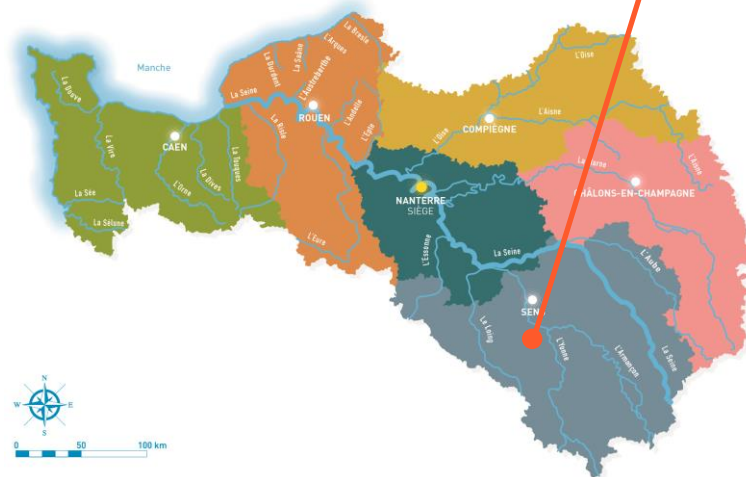 La Bresle
L'Arques
La Saâne
La Durdent
L'Austreberthe
L'Oise
La Douve
Manche
La Seine
ROUEN
L'Andelle
L'Epte
L'Aisne
L'Oise
COMPIÈGNE
La Vire
CAEN
La Risle
L'Orne
La Dives
La Touques
La Marne
CHÂLONS-EN-CHAMPAGNE
NANTERRE
SIÈGE
La Sée
La Sélune
L'Eure
L'Essonne
La Seine
L'Aube
SENS
Le Loing
L'Yonne
L'Armançon
La Seine
N
W
E
S
0
50
100 km